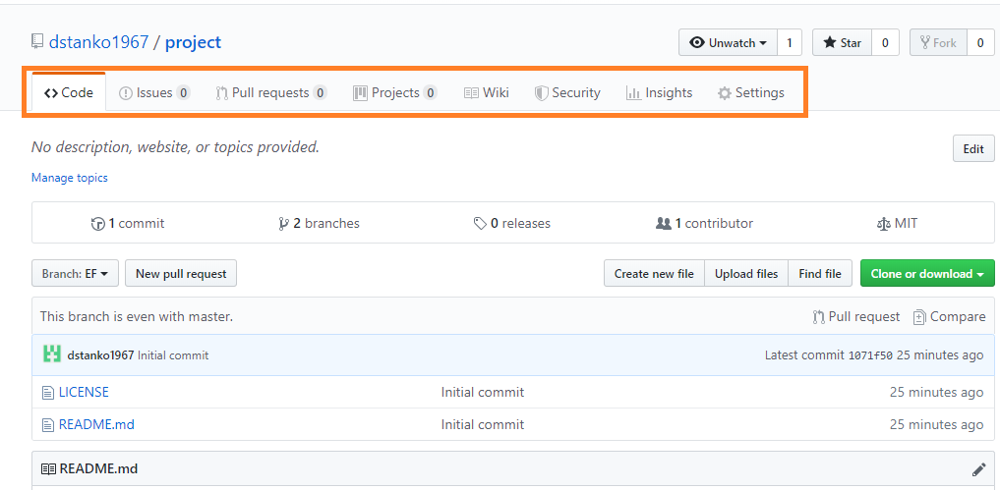 dstanko1967 / project Unwatch 1 Star 0 Fork 0
Code Issues 0 Pull requests 0 Projects 0 Wiki Security Insights Settings
No description, website, or topics provided. Edit
Manage topics
1 commit 2 branches 0 releases 1 contributor MIT
Branch: EF New pull request Create new file Upload files Find file Clone or download
This branch is even with master. Pull request Compare
dstanko1967 Initial commit Latest commit 1071f50 25 minutes ago
LICENSE Initial commit 25 minutes ago
README.md Initial commit 25 minutes ago
README.md